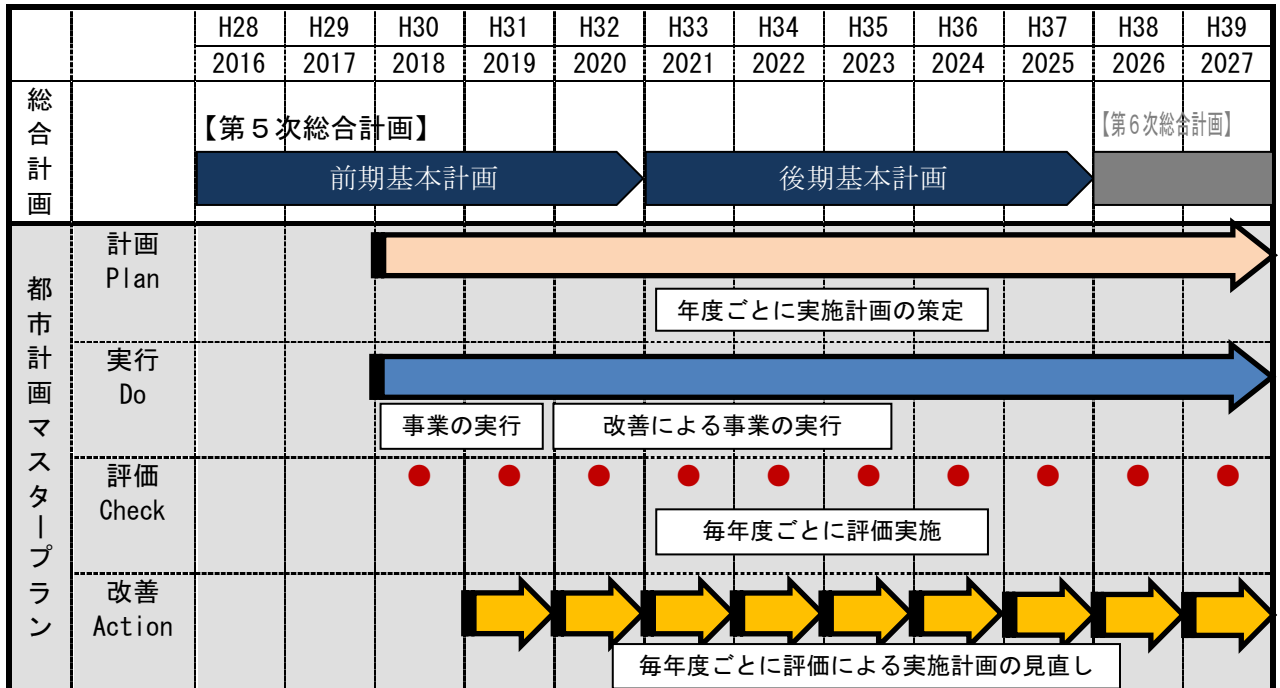 H28 H29 H30 H31 H32 H33 H34 H35 H36 H37 H38 H39
2016 2017 2018 2019 2020 2021 2022 2023 2024 2025 2026 2027
総合計画
【第５次総合計画】
【第６次総合計画】
前期基本計画
後期基本計画
都市計画マスタープラン
計画
Plan
年度ごとに実施計画の策定
実行
Do
事業の実行
改善による事業の実行
評価
Check
毎年度ごとに評価実施
改善
Action
毎年度ごとに評価による実施計画の見直し